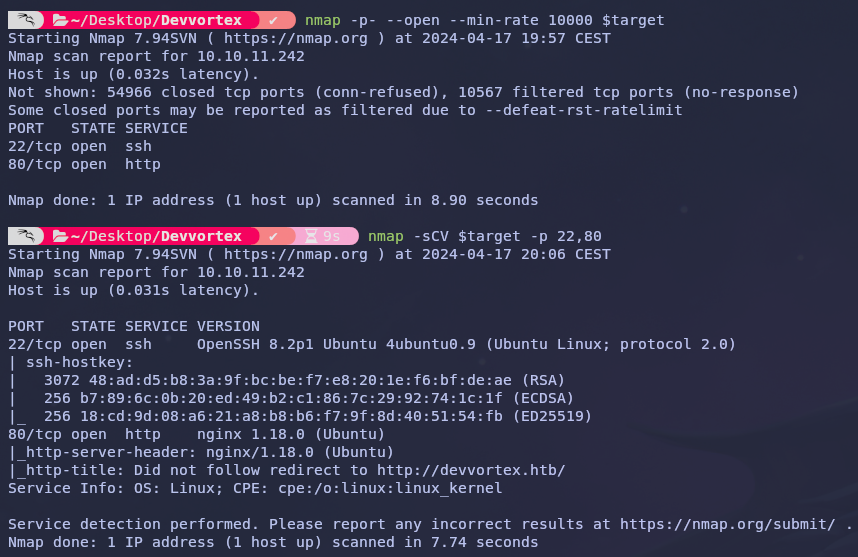 ~/Desktop/Devvortex ✔ nmap -p- --open --min-rate 10000 $target
Starting Nmap 7.94SVN ( https://nmap.org ) at 2024-04-17 19:57 CEST
Nmap scan report for 10.10.11.242
Host is up (0.032s latency).
Not shown: 54966 closed tcp ports (conn-refused), 10567 filtered tcp ports (no-response)
Some closed ports may be reported as filtered due to --defeat-rst-ratelimit
PORT   STATE SERVICE
22/tcp open  ssh
80/tcp open  http
Nmap done: 1 IP address (1 host up) scanned in 8.90 seconds
~/Desktop/Devvortex ✔ 9s nmap -sCV $target -p 22,80
Starting Nmap 7.94SVN ( https://nmap.org ) at 2024-04-17 20:06 CEST
Nmap scan report for 10.10.11.242
Host is up (0.031s latency).
PORT   STATE SERVICE VERSION
22/tcp open  ssh     OpenSSH 8.2p1 Ubuntu 4ubuntu0.9 (Ubuntu Linux; protocol 2.0)
| ssh-hostkey:
|   3072 48:ad:d5:b8:3a:9f:bc:be:f7:e8:20:1e:f6:bf:de:ae (RSA)
|   256 b7:89:6c:0b:20:ed:49:b2:c1:86:7c:29:92:74:1c:1f (ECDSA)
|_  256 18:cd:9d:08:a6:21:a8:b8:b6:f7:9f:8d:40:51:54:fb (ED25519)
80/tcp open  http    nginx 1.18.0 (Ubuntu)
|_http-server-header: nginx/1.18.0 (Ubuntu)
|_http-title: Did not follow redirect to http://devvortex.htb/
Service Info: OS: Linux; CPE: cpe:/o:linux:linux_kernel
Service detection performed. Please report any incorrect results at https://nmap.org/submit/ .
Nmap done: 1 IP address (1 host up) scanned in 7.74 seconds